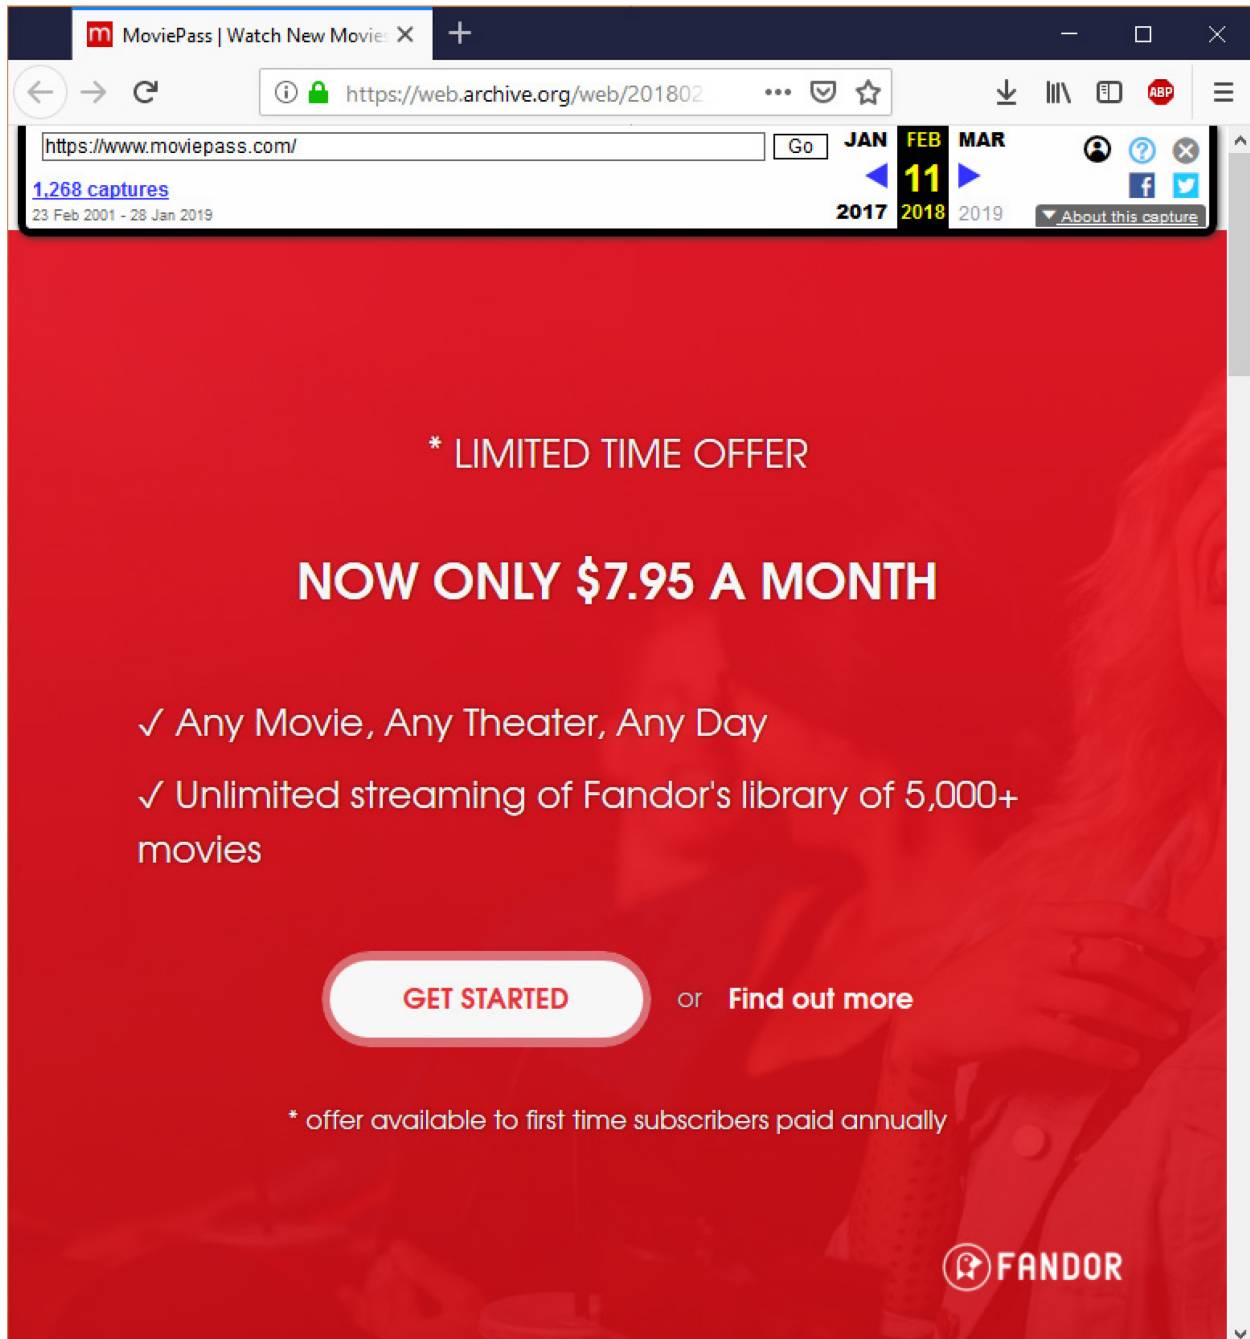 m MoviePass | Watch New Movies
https://web.archive.org/web/201802
ABP
https://www.moviepass.com/ Go JAN FEB MAR
1,268 captures 11
23 Feb 2001 - 28 Jan 2019 2017 2018 2019 About this capture
* LIMITED TIME OFFER
NOW ONLY $7.95 A MONTH
✓ Any Movie, Any Theater, Any Day
✓ Unlimited streaming of Fandor's library of 5,000+
movies
GET STARTED or Find out more
* offer available to first time subscribers paid annually
FANDOR